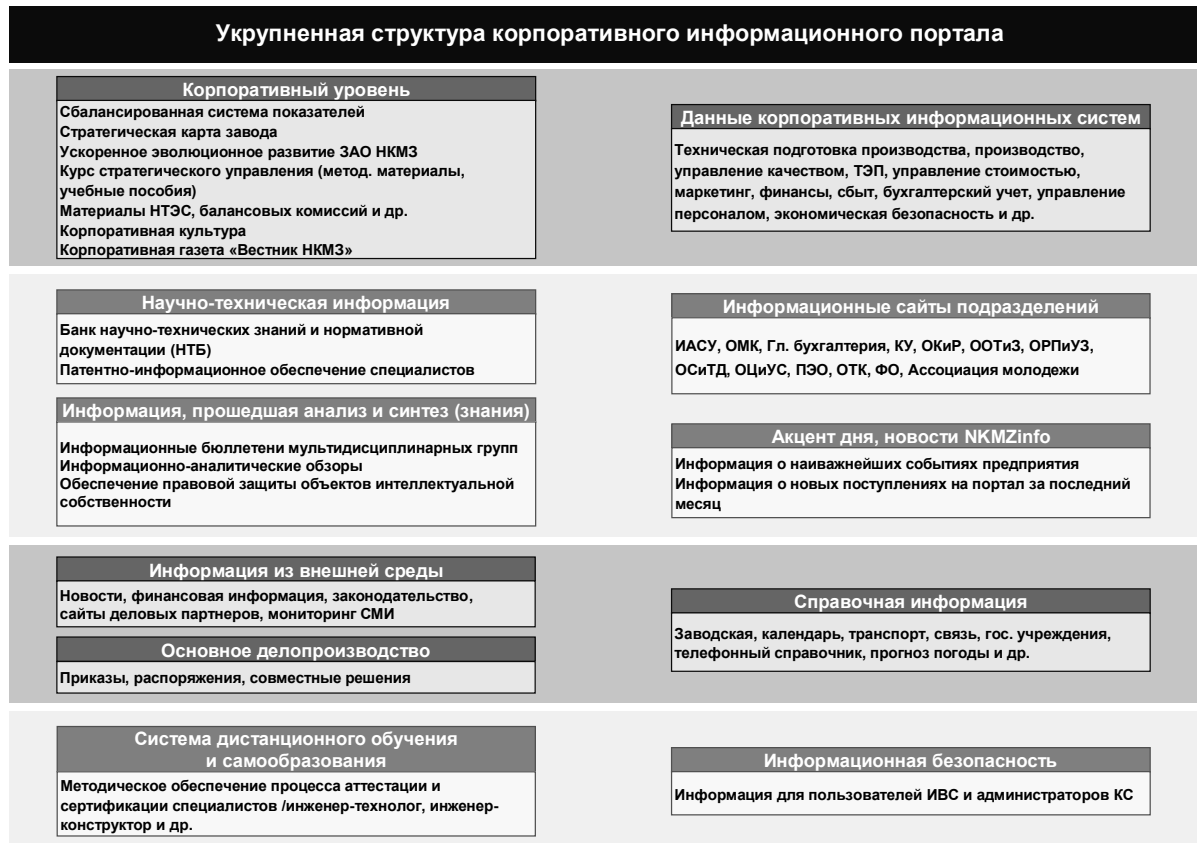 Укрупненная структура корпоративного информационного портала
Корпоративный уровень
Сбалансированная система показателей
Стратегическая карта завода
Ускоренное эволюционное развитие ЗАО НКМЗ
Курс стратегического управления (метод. материалы,
учебные пособия)
Материалы НТЭС, балансовых комиссий и др.
Корпоративная культура
Корпоративная газета «Вестник НКМЗ»
Данные корпоративных информационных систем
Техническая подготовка производства, производство,
управление качеством, ТЭП, управление стоимостью,
маркетинг, финансы, сбыт, бухгалтерский учет, управление
персоналом, экономическая безопасность и др.
Научно-техническая информация
Банк научно-технических знаний и нормативной
документации (НТБ)
Патентно-информационное обеспечение специалистов
Информационные сайты подразделений
ИАСУ, ОМК, Гл. бухгалтерия, КУ, ОКиР, ООТиЗ, ОРПиУЗ,
ОСиТД, ОЦиУС, ПЭО, ОТК, ФО, Ассоциация молодежи
Информация, прошедшая анализ и синтез (знания)
Информационные бюллетени мультидисциплинарных групп
Информационно-аналитические обзоры
Обеспечение правовой защиты объектов интеллектуальной
собственности
Акцент дня, новости NKMZinfo
Информация о наиважнейших событиях предприятия
Информация о новых поступлениях на портал за последний
месяц
Информация из внешней среды
Новости, финансовая информация, законодательство,
сайты деловых партнеров, мониторинг СМИ
Основное делопроизводство
Приказы, распоряжения, совместные решения
Справочная информация
Заводская, календарь, транспорт, связь, гос. учреждения,
телефонный справочник, прогноз погоды и др.
Система дистанционного обучения
и самообразования
Методическое обеспечение процесса аттестации и
сертификации специалистов /инженер-технолог, инженер-
конструктор и др.
Информационная безопасность
Информация для пользователей ИВС и администраторов КС